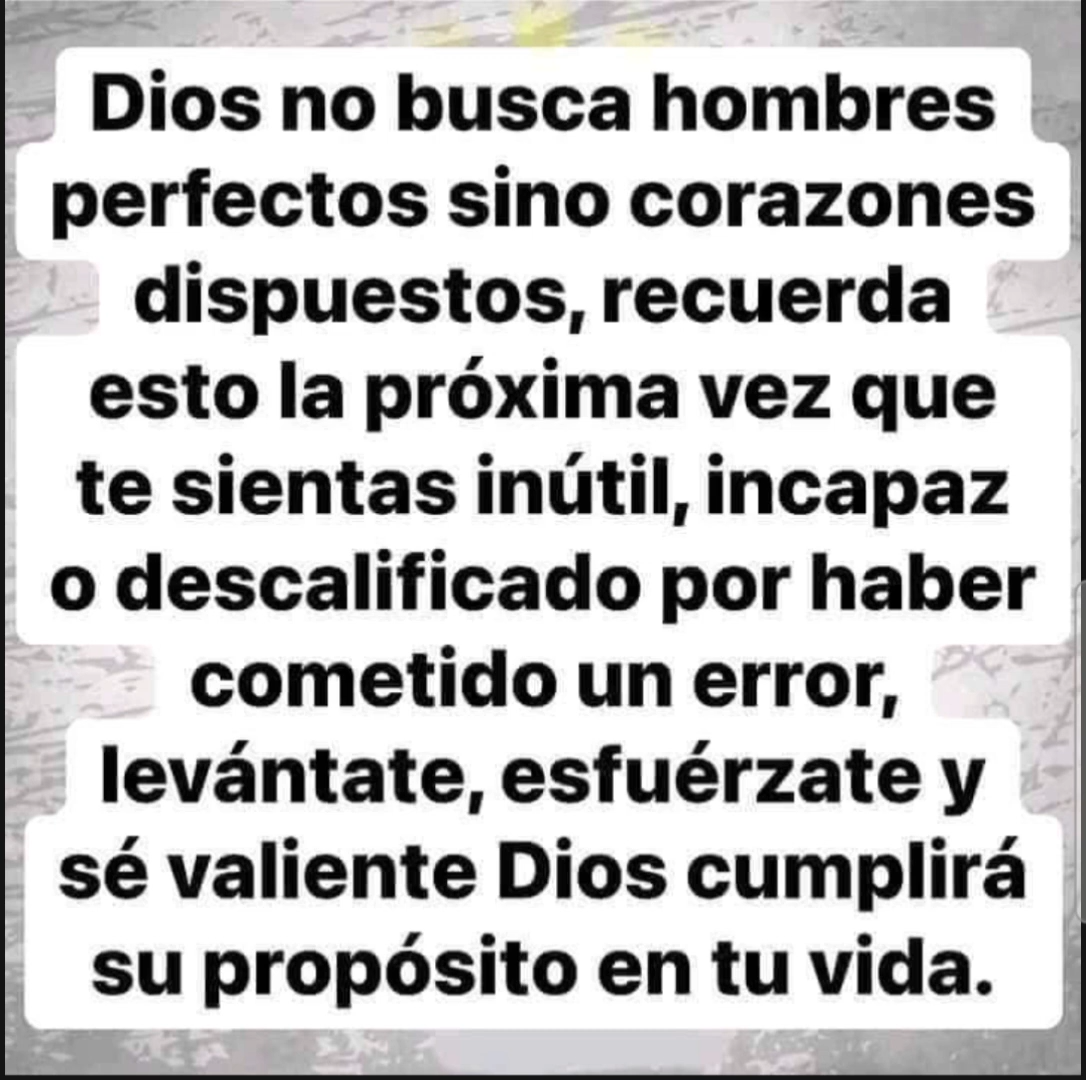 Dios no busca hombres
perfectos sino corazones
dispuestos, recuerda
esto la próxima vez que
te sientas inútil, incapaz
o descalificado por haber
cometido un error,
levántate, esfuérzate y
sé valiente Dios cumplirá
su propósito en tu vida.